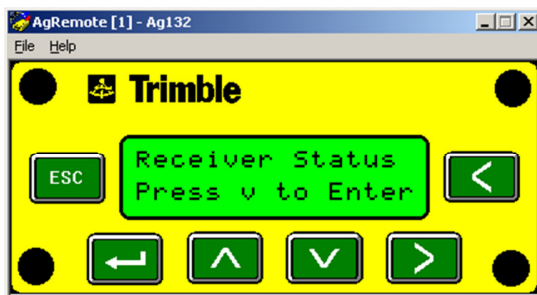 AgRemote [1] - Ag132
File Help
Trimble
Receiver Status
ESC
Press v to Enter